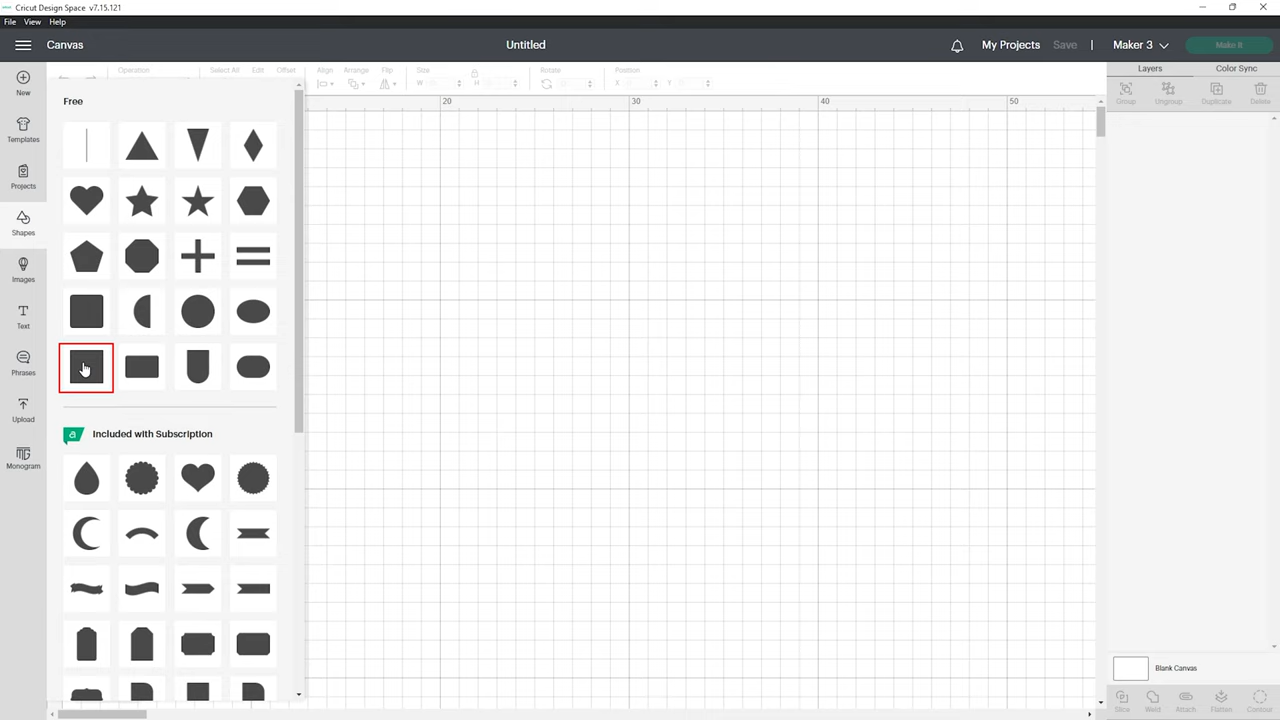 Cricut Design Space v7.15.121
File View Help
Canvas
Untitled
My Projects Save | Maker 3 Make It
New
Templates
Projects
Shapes
Images
Text
Phrases
Upload
Monogram
Operation Select All Edit Offset Align Arrange Flip Size Rotate Position
W H X Y
Free
a Included with Subscription
20 30 40 50
Layers Color Sync
Group Ungroup Duplicate Delete
Blank Canvas
Slice Weld Attach Flatten Contour